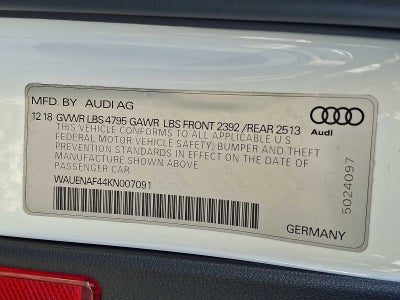 MFD. BY AUDI AG
12 18 GVWR LBS 4795 GAWR LBS FRONT 2392 /REAR 2513
THIS VEHICLE CONFORMS TO ALL APPLICABLE U S
FEDERAL MOTOR VEHICLE SAFETY, BUMPER AND THEFT
PREVENTION STANDARDS IN EFFECT ON THE DATE OF
MANUFACTURE SHOWN ABOVE.
PASSENGER CAR
WAUENAF44KN007091
Audi
5024097
GERMANY